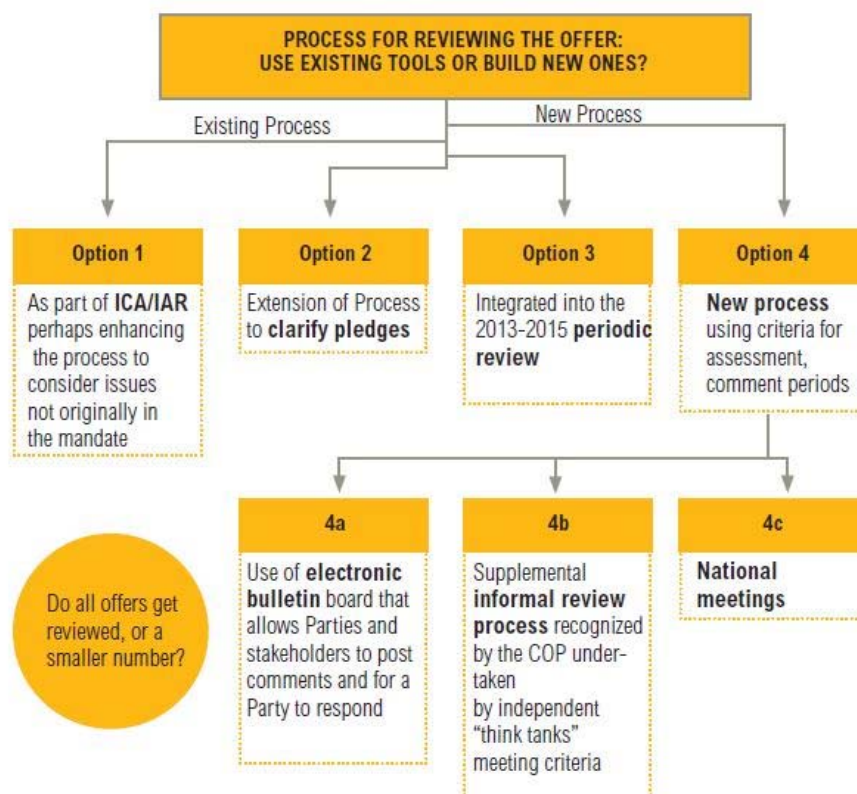 PROCESS FOR REVIEWING THE OFFER:
USE EXISTING TOOLS OR BUILD NEW ONES?
Existing Process
New Process
Option 1
As part of ICA/IAR
perhaps enhancing
the process to
consider issues
not originally in
the mandate
Option 2
Extension of Process
to clarify pledges
Option 3
Integrated into the
2013-2015 periodic
review
Option 4
New process
using criteria for
assessment,
comment periods
4a
Use of electronic
bulletin board that
allows Parties and
stakeholders to post
comments and for a
Party to respond
4b
Supplemental
informal review
process recognized
by the COP under-
taken
by independent
“think tanks”
meeting criteria
4c
National
meetings
Do all offers get
reviewed, or a
smaller number?